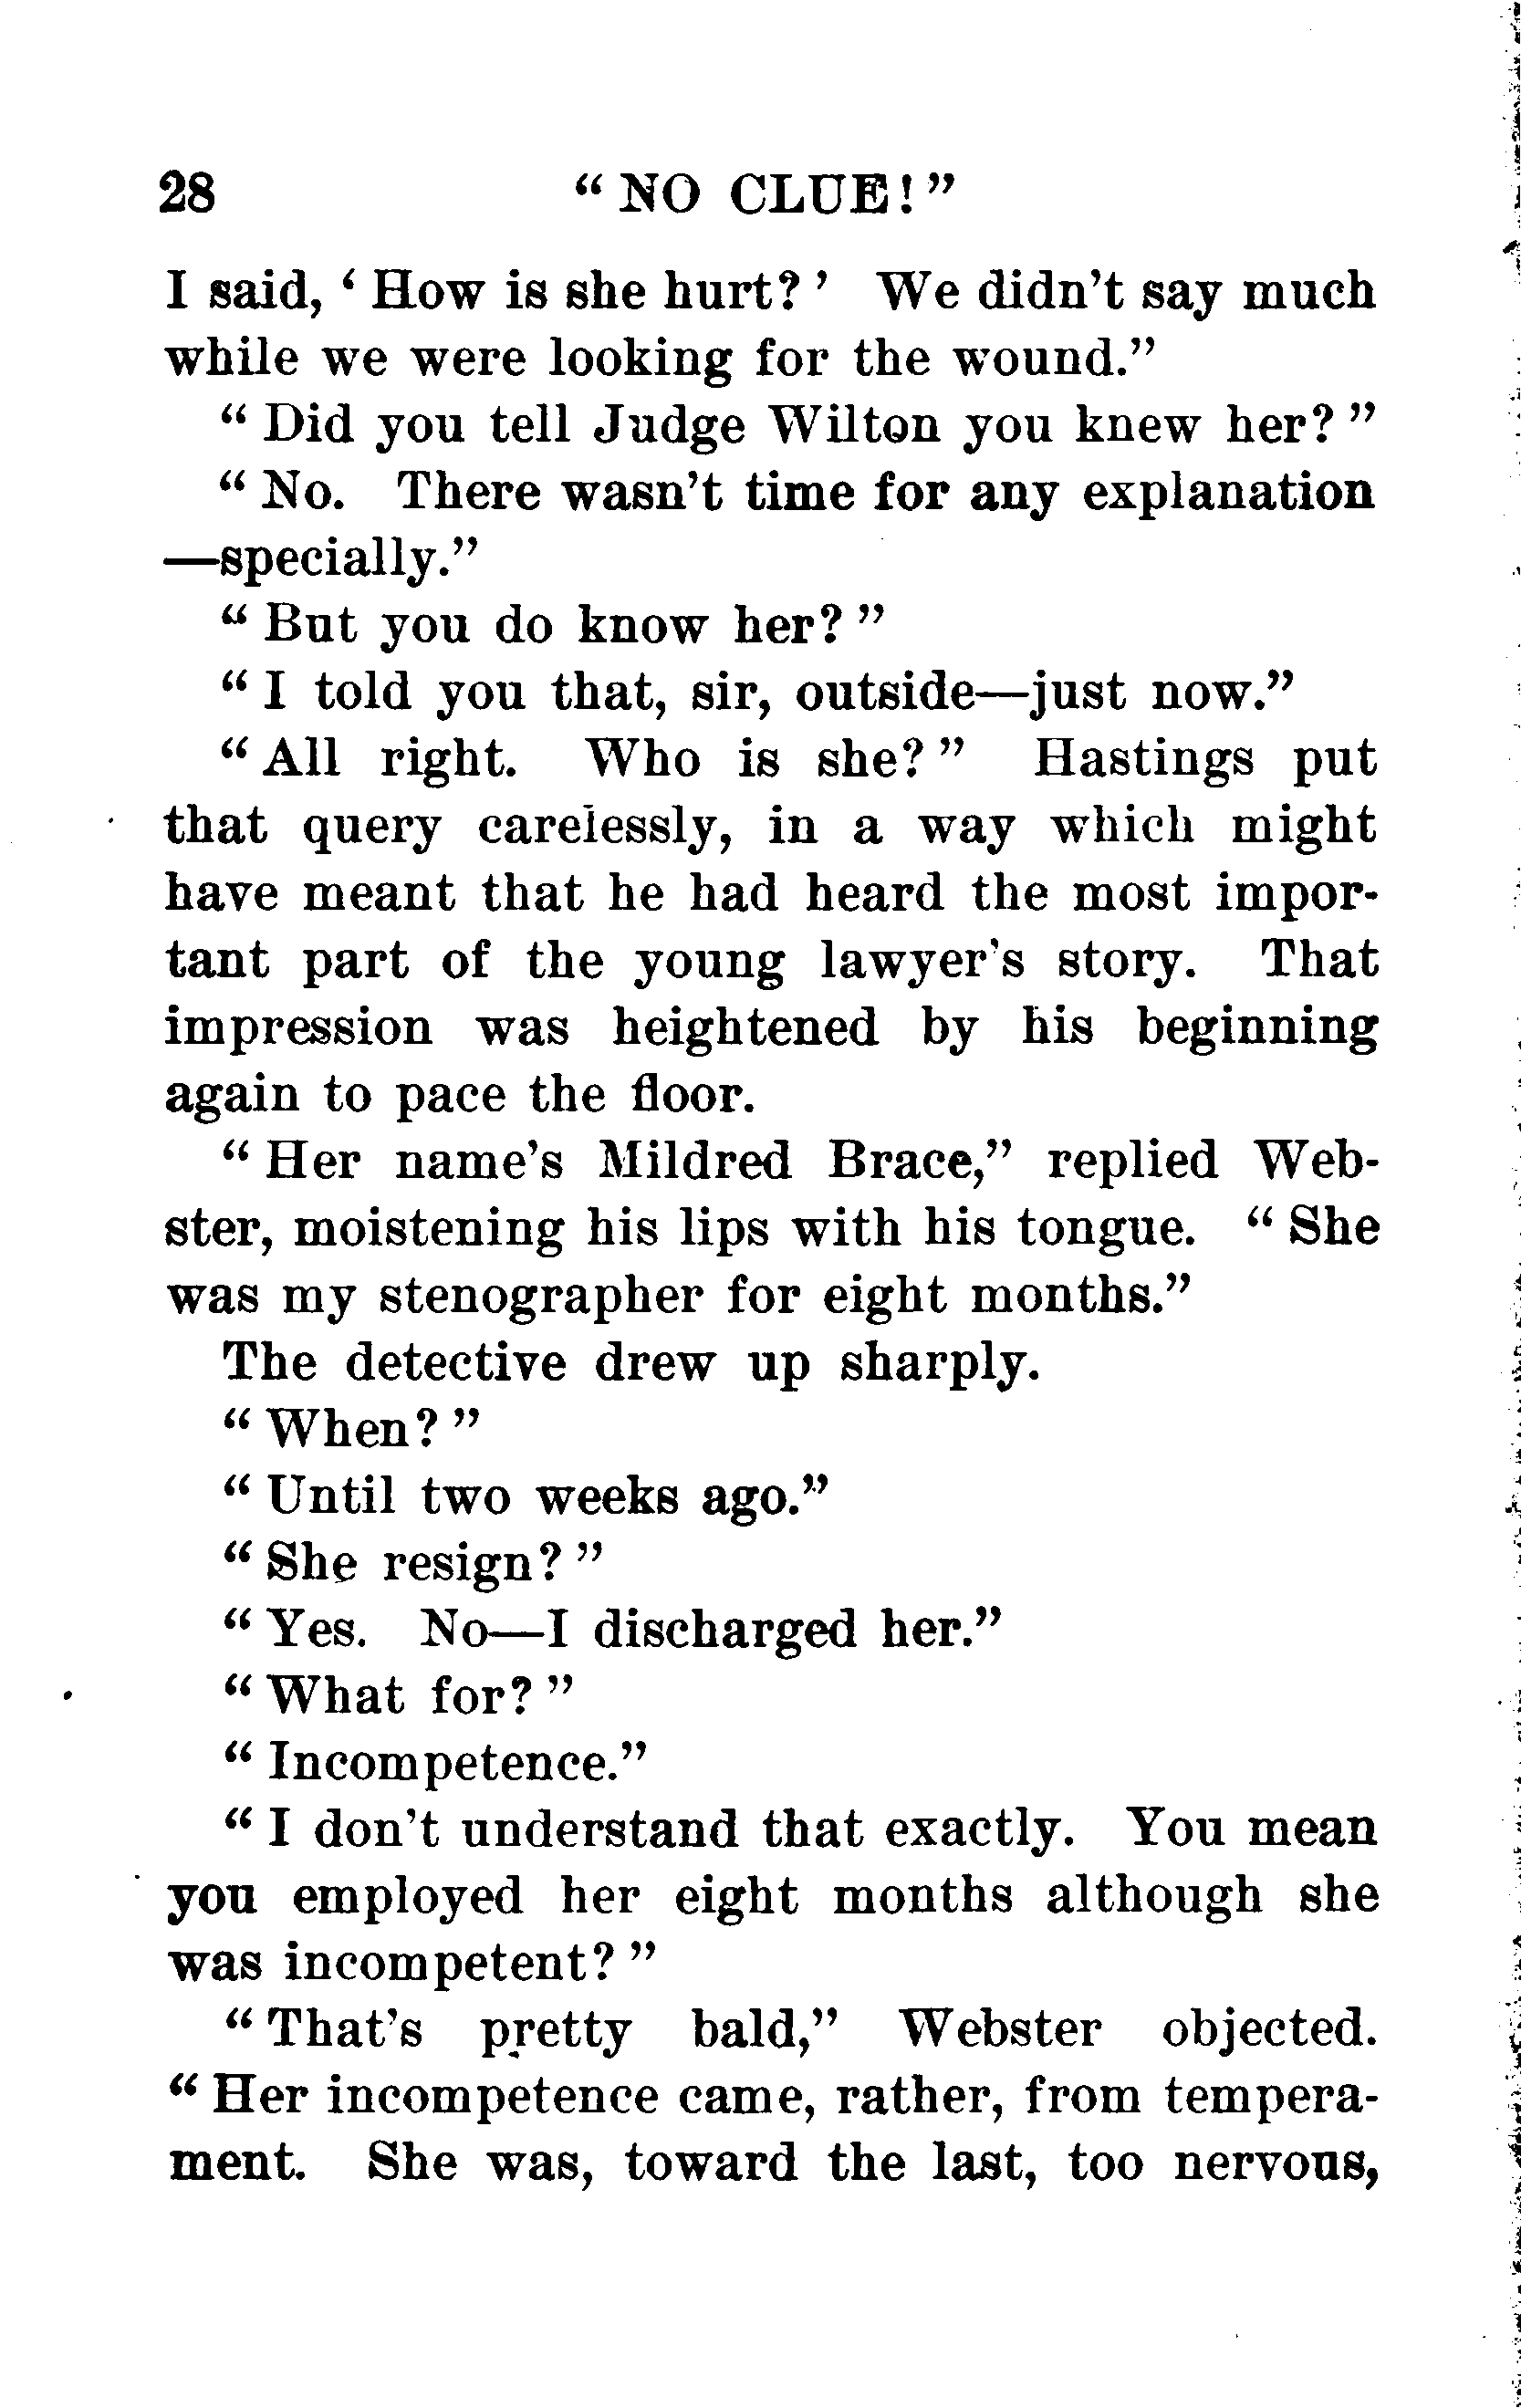 28 “ NO CLUE! ”
I said, ‘ How is she hurt? ’ We didn’t say much
while we were looking for the wound.”
“ Did you tell Judge Wilton you knew her? ”
“ No. There wasn’t time for any explanation
—specially.”
“ But you do know her? ”
“ I told you that, sir, outside—just now.”
“ All right. Who is she? ” Hastings put
that query carelessly, in a way which might
have meant that he had heard the most impor-
tant part of the young lawyer’s story. That
impression was heightened by his beginning
again to pace the floor.
“ Her name’s Mildred Brace,” replied Web-
ster, moistening his lips with his tongue. “ She
was my stenographer for eight months.”
The detective drew up sharply.
“ When? ”
“ Until two weeks ago.”
“ She resign? ”
“ Yes. No—I discharged her.”
“ What for? ”
“ Incompetence.”
“ I don’t understand that exactly. You mean
you employed her eight months although she
was incompetent? ”
“ That’s pretty bald,” Webster objected.
“ Her incompetence came, rather, from tempera-
ment. She was, toward the last, too nervous,